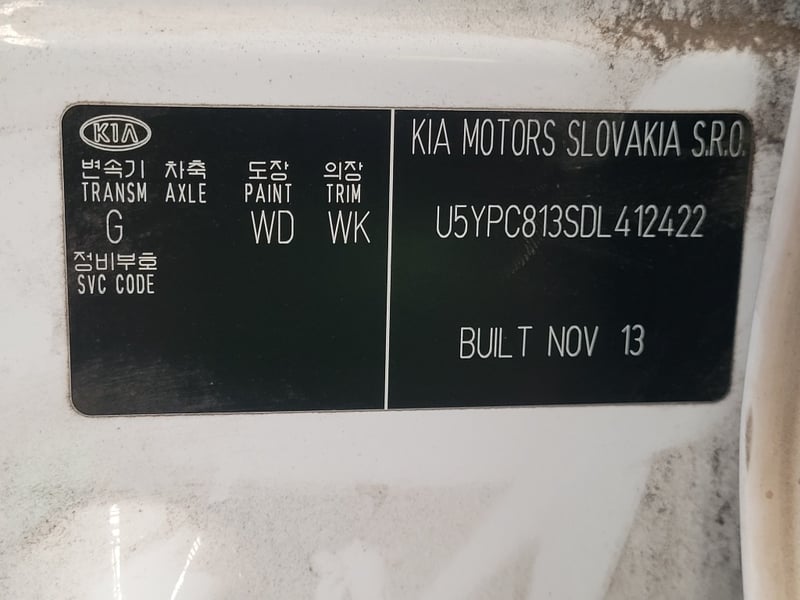 KIA
변속기 차축 도장 의장
TRANSM AXLE PAINT TRIM
G WD WK
정비부호
SVC CODE
KIA MOTORS SLOVAKIA S.R.O.
U5YPC813SDL412422
BUILT NOV 13